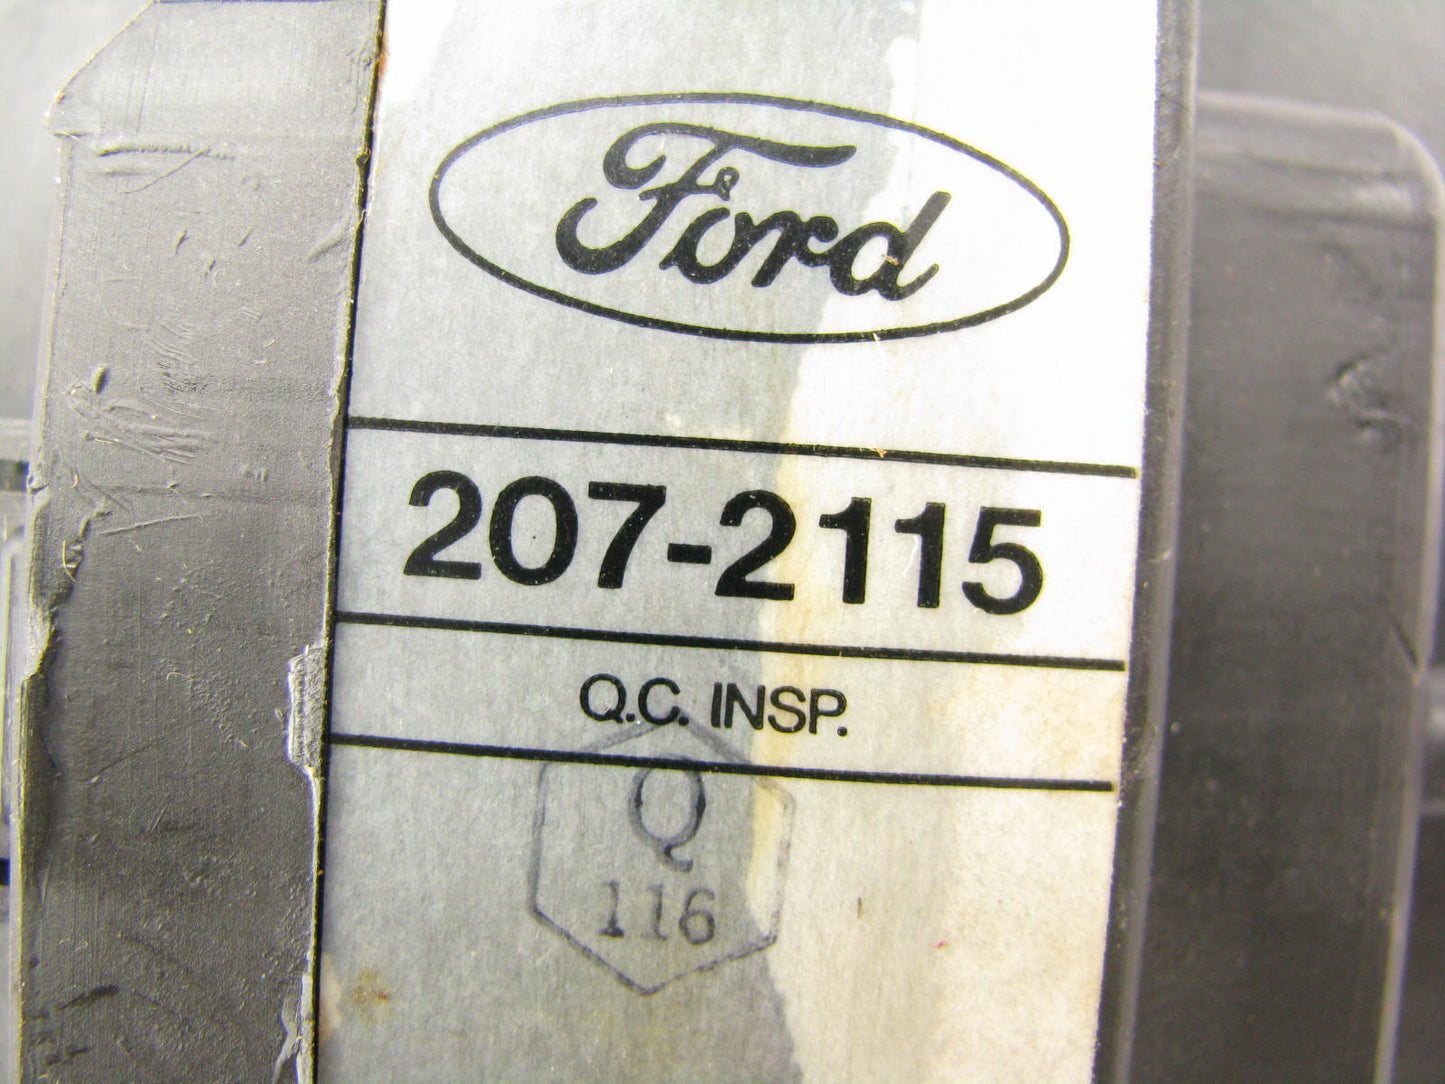 Ford
207-2115
Q.C. INSP.
Q
116